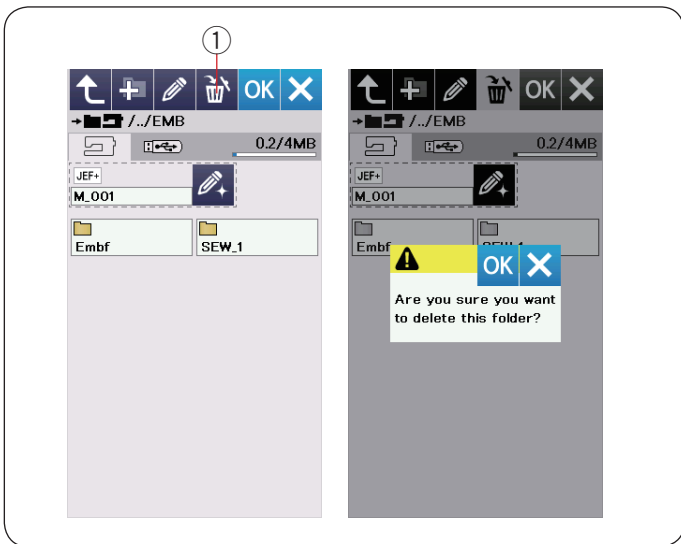 1
OK
/../EMB
0.2/4MB
JEF+
M_001
Embf
SEW_1
OK
/../EMB
0.2/4MB
JEF+
M_001
Embf
OK
Are you sure you want
to delete this folder?